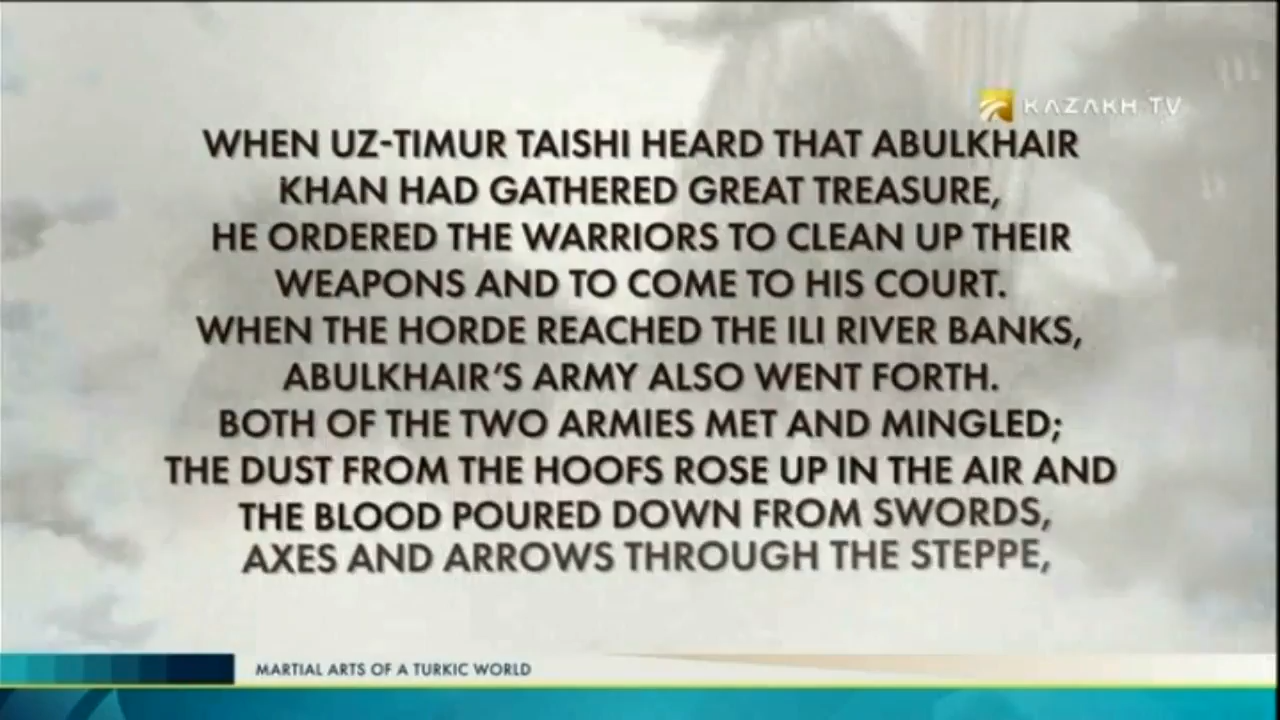 KAZAKH TV
WHEN UZ-TIMUR TAISHI HEARD THAT ABULKHAIR
KHAN HAD GATHERED GREAT TREASURE,
HE ORDERED THE WARRIORS TO CLEAN UP THEIR
WEAPONS AND TO COME TO HIS COURT.
WHEN THE HORDE REACHED THE ILI RIVER BANKS,
ABULKHAIR'S ARMY ALSO WENT FORTH.
BOTH OF THE TWO ARMIES MET AND MINGLED;
THE DUST FROM THE HOOFS ROSE UP IN THE AIR AND
THE BLOOD POURED DOWN FROM SWORDS,
AXES AND ARROWS THROUGH THE STEPPE,
MARTIAL ARTS OF A TURKIC WORLD